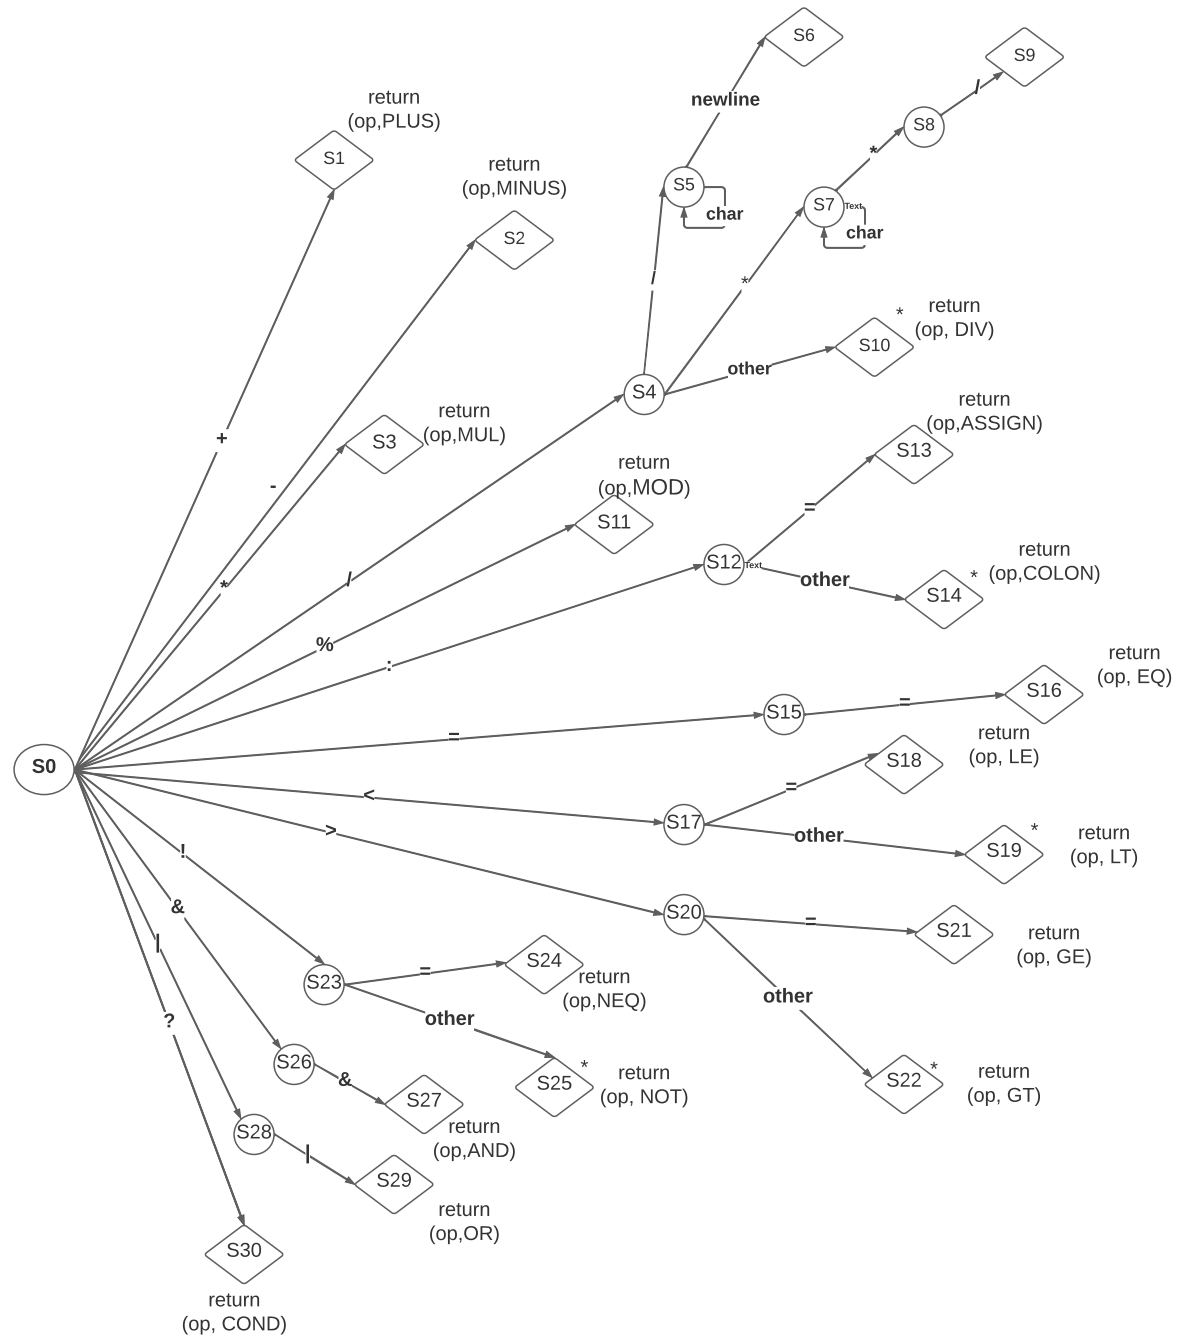 S6
S9
newline
return
(op,PLUS)
S8
/
*
S1
return
(op,MINUS)
S5
char
S7
Text
char
S2
/
*
*
return
(op, DIV)
S10
other
S4
return
(op,ASSIGN)
return
(op,MUL)
S3
+
S13
return
(op,MOD)
-
S11
=
*
/
S12
Text
other
*
return
(op,COLON)
S14
%
:
return
(op, EQ)
S16
=
S15
=
return
(op, LE)
S18
S0
=
<
S17
other
*
S19
return
(op, LT)
>
!
&
|
S20
=
S21
return
(op, GE)
S23
=
S24
return
(op,NEQ)
other
other
?
S26
&
S25
*
return
(op, NOT)
S22
*
return
(op, GT)
S27
return
(op,AND)
S28
|
S29
return
(op,OR)
S30
return
(op, COND)